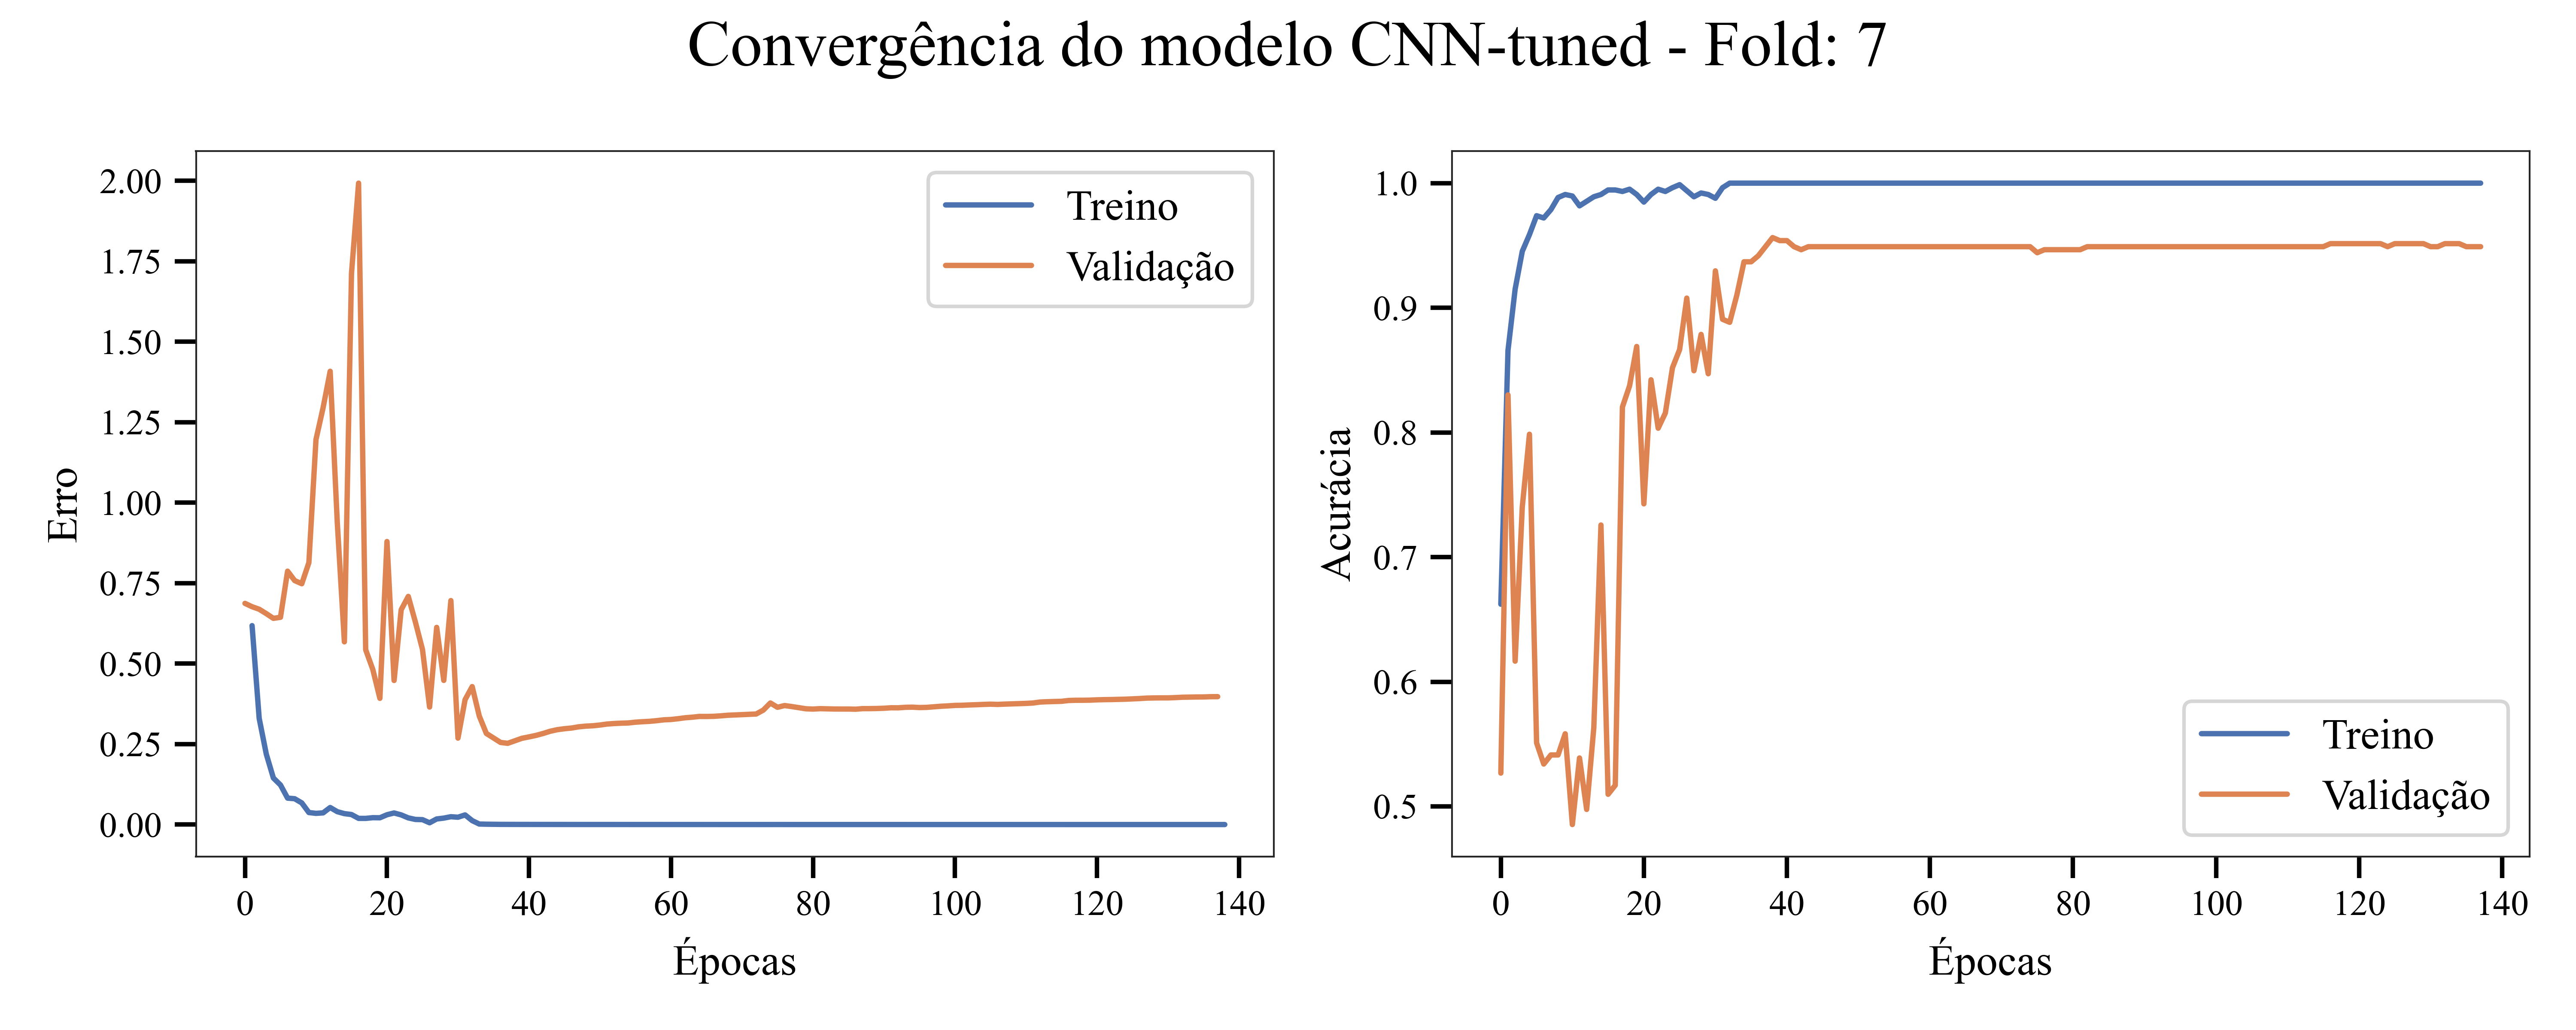 Convergência do modelo CNN-tuned - Fold: 7
Erro
2.00
1.75
1.50
1.25
1.00
0.75
0.50
0.25
0.00
0 20 40 60 80 100 120 140
Épocas
Treino
Validação
Acurácia
1.0
0.9
0.8
0.7
0.6
0.5
0 20 40 60 80 100 120 140
Épocas
Treino
Validação